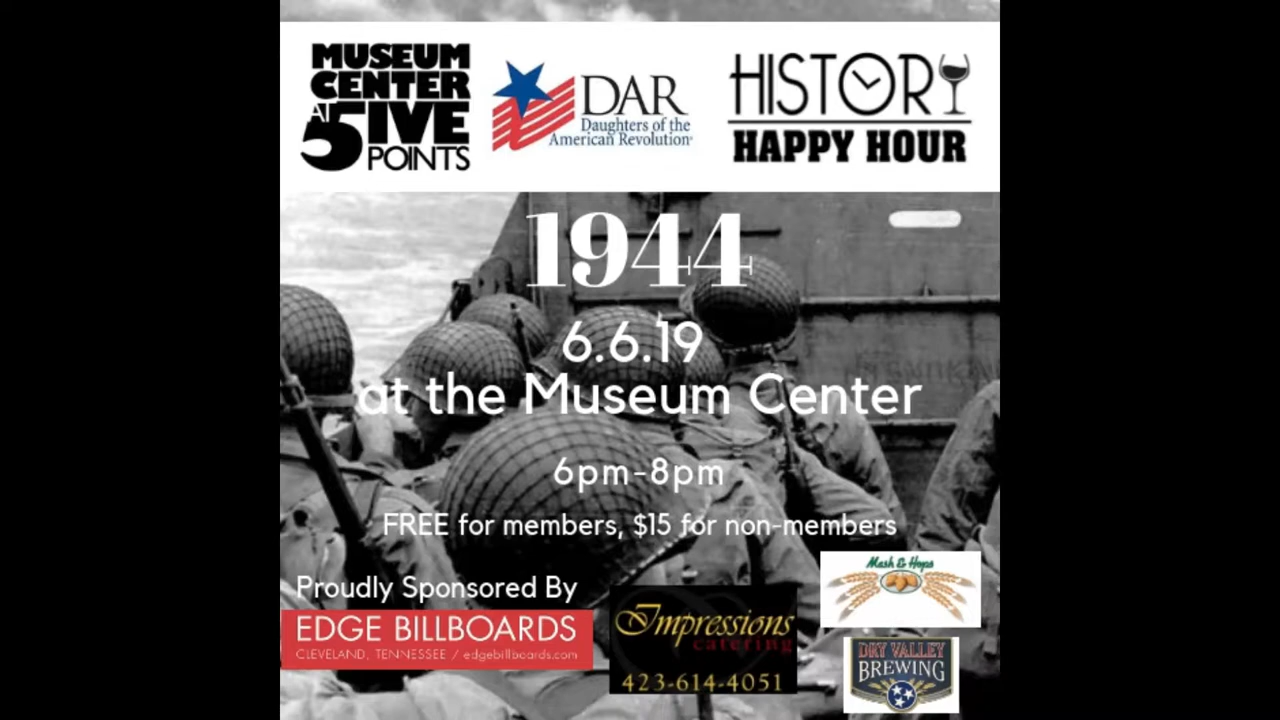 MUSEUM
CENTER
AT 5IVE
POINTS
DAR
Daughters of the
American Revolution
HISTORY
HAPPY HOUR
1944
6.6.19
at the Museum Center
6pm-8pm
FREE for members, $15 for non-members
Proudly Sponsored By
EDGE BILLBOARDS
CLEVELAND, TENNESSEE / edgebillboards.com
Impressions
catering
423-614-4051
Mash & Hops
DRY VALLEY
BREWING